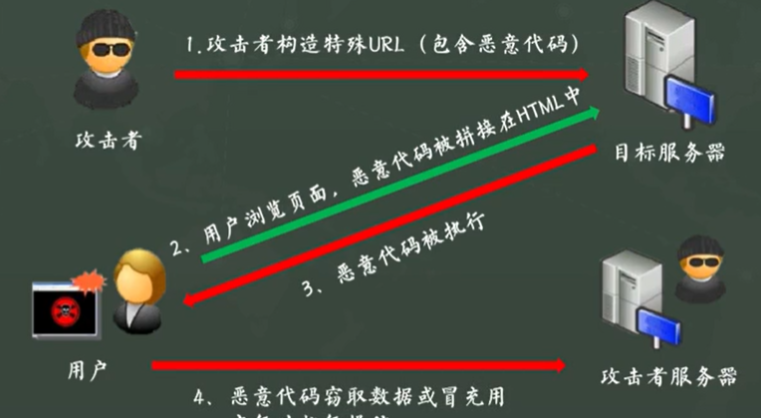 1.攻击者构造特殊URL（包含恶意代码）
攻击者
目标服务器
2、用户浏览页面，恶意代码被拼接在HTML中
3、恶意代码被执行
用户
攻击者服务器
4、恶意代码窃取数据或冒充用